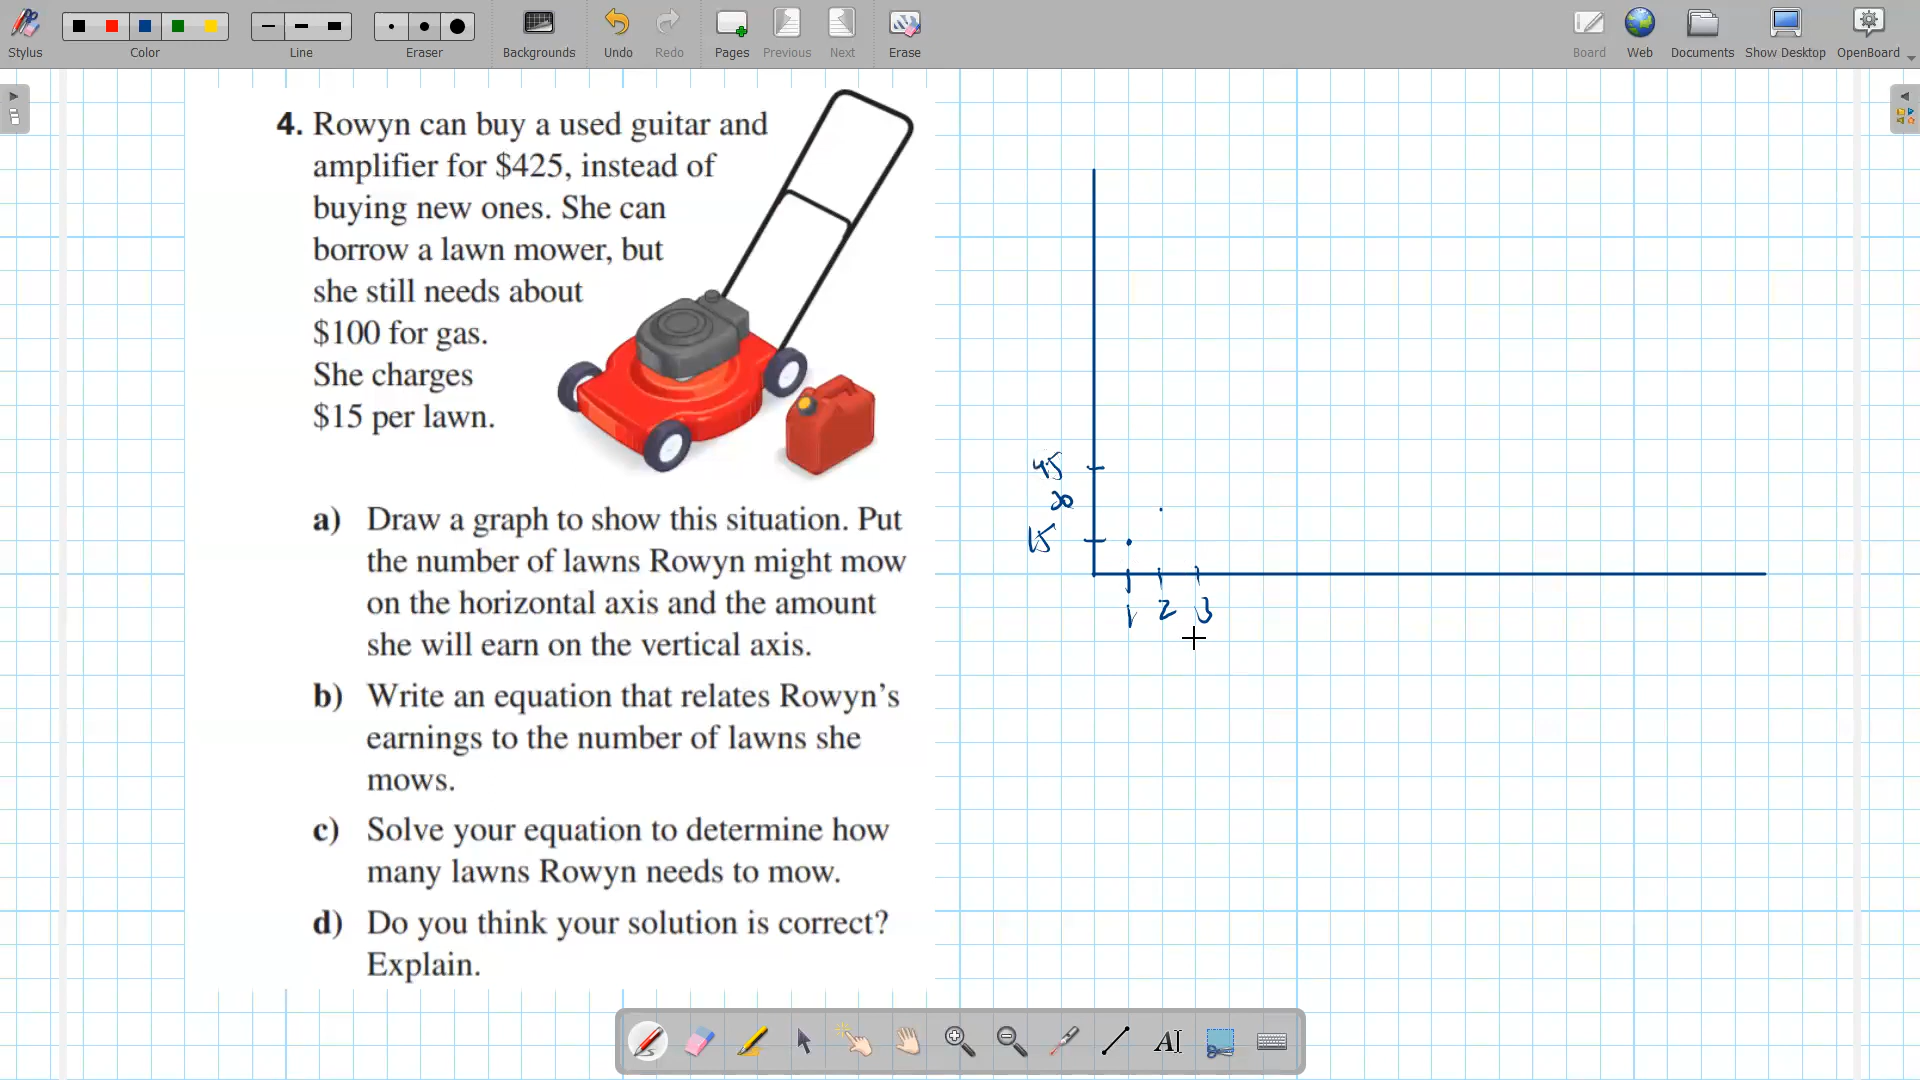 Stylus Color Line Eraser Backgrounds Undo Redo Pages Previous Next Erase Board Web Documents Show Desktop OpenBoard
4. Rowyn can buy a used guitar and
amplifier for $425, instead of
buying new ones. She can
borrow a lawn mower, but
she still needs about
$100 for gas.
She charges
$15 per lawn.
a) Draw a graph to show this situation. Put
the number of lawns Rowyn might mow
on the horizontal axis and the amount
she will earn on the vertical axis.
b) Write an equation that relates Rowyn's
earnings to the number of lawns she
mows.
c) Solve your equation to determine how
many lawns Rowyn needs to mow.
d) Do you think your solution is correct?
Explain.
45
30
15
1 2 3
AI